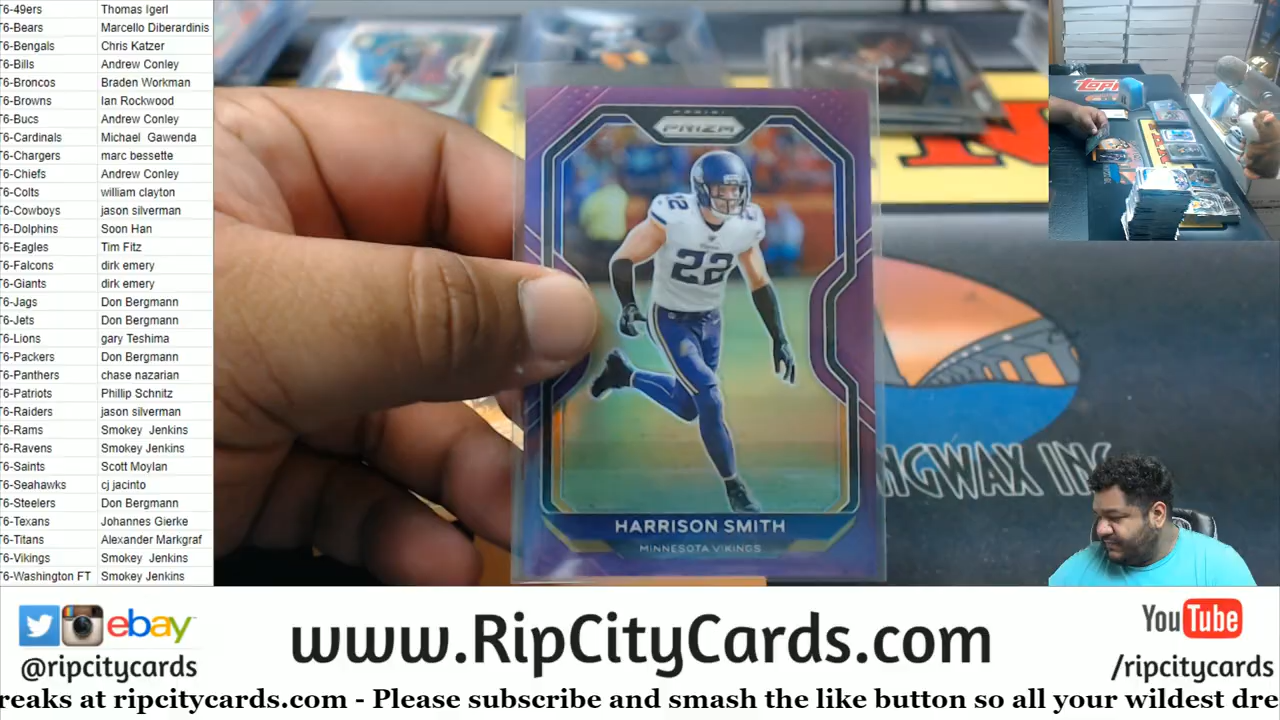 T6-49ers Thomas Igerl
T6-Bears Marcello Diberardinis
T6-Bengals Chris Katzer
T6-Bills Andrew Conley
T6-Broncos Braden Workman
T6-Browns Ian Rockwood
T6-Bucs Andrew Conley
T6-Cardinals Michael Gawenda
T6-Chargers marc bessette
T6-Chiefs Andrew Conley
T6-Colts william clayton
T6-Cowboys jason silverman
T6-Dolphins Soon Han
T6-Eagles Tim Fitz
T6-Falcons dirk emery
T6-Giants dirk emery
T6-Jags Don Bergmann
T6-Jets Don Bergmann
T6-Lions gary Teshima
T6-Packers Don Bergmann
T6-Panthers chase nazarian
T6-Patriots Phillip Schnitz
T6-Raiders jason silverman
T6-Rams Smokey Jenkins
T6-Ravens Smokey Jenkins
T6-Saints Scott Moylan
T6-Seahawks cj jacinto
T6-Steelers Don Bergmann
T6-Texans Johannes Gierke
T6-Titans Alexander Markgraf
T6-Vikings Smokey Jenkins
T6-Washington FT Smokey Jenkins
PANINI
PRIZM
22
22
HARRISON SMITH
MINNESOTA VIKINGS
NGWAX INC
TOPPS
ebay
@ripcitycards
www.RipCityCards.com
YouTube
/ripcitycards
reaks at ripcitycards.com - Please subscribe and smash the like button so all your wildest dre